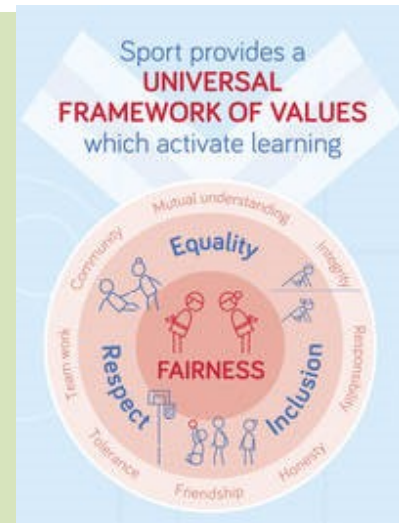 Sport provides a
UNIVERSAL
FRAMEWORK OF VALUES
which activate learning
Mutual understanding
Integrity
Responsibility
Honesty
Friendship
Tolerance
Team work
Community
Equality
Inclusion
Respect
FAIRNESS